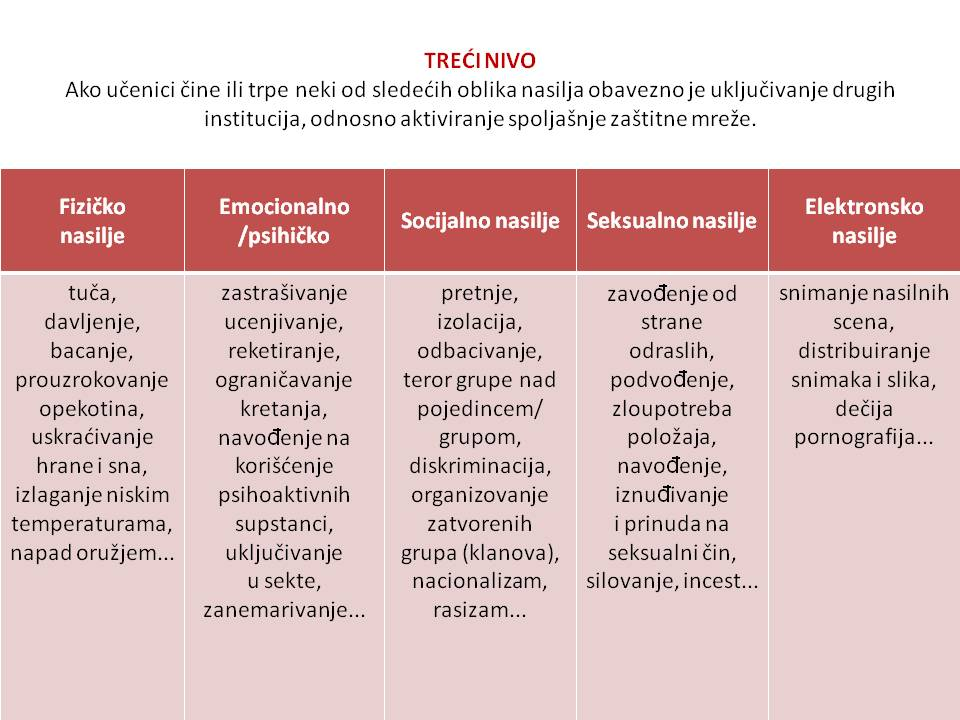 TREĆI NIVO
Ako učenici čine ili trpe neki od sledećih oblika nasilja obavezno je uključivanje drugih
institucija, odnosno aktiviranje spoljašnje zaštitne mreže.
Fizičko
nasilje
Emocionalno
/psihičko
Socijalno nasilje
Seksualno nasilje
Elektronsko
nasilje
tuča,
davljenje,
bacanje,
prouzrokovanje
opekotina,
uskraćivanje
hrane i sna,
izlaganje niskim
temperaturama,
napad oružjem...
zastrašivanje
ucenjivanje,
reketiranje,
ograničavanje
kretanja,
navođenje na
korišćenje
psihoaktivnih
supstanci,
uključivanje
u sekte,
zanemarivanje...
pretnje,
izolacija,
odbacivanje,
teror grupe nad
pojedincem/
grupom,
diskriminacija,
organizovanje
zatvorenih
grupa (klanova),
nacionalizam,
rasizam...
zavođenje od
strane
odraslih,
podvođenje,
zloupotreba
položaja,
navođenje,
iznuđivanje
i prinuda na
seksualni čin,
silovanje, incest...
snimanje nasilnih
scena,
distribuiranje
snimaka i slika,
dečija
pornografija...